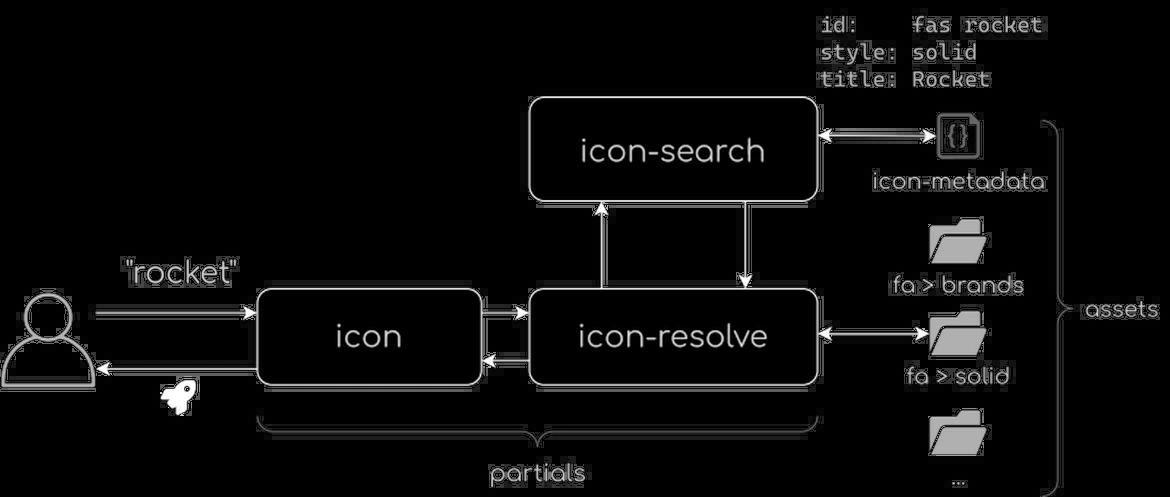 id: fas rocket
style: solid
title: Rocket
icon-search
{}
icon-metadata
"rocket"
fa > brands
icon
icon-resolve
assets
fa > solid
partials
...